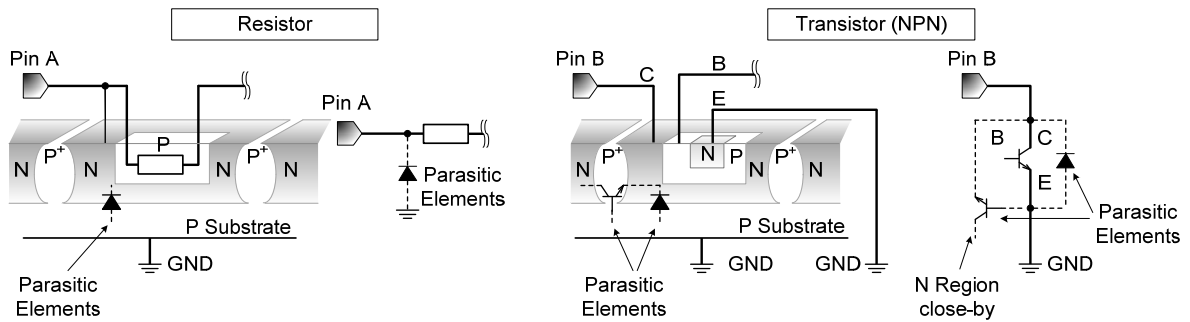 Resistor
Pin A
N
P+
N
P
P+
N
N
P Substrate
GND
Parasitic
Elements
Pin A
Parasitic
Elements
Transistor (NPN)
Pin B
C
B
E
N
P+
N
N
P
P+
N
N
P Substrate
GND
GND
Parasitic
Elements
Pin B
B
C
E
GND
Parasitic
Elements
N Region
close-by